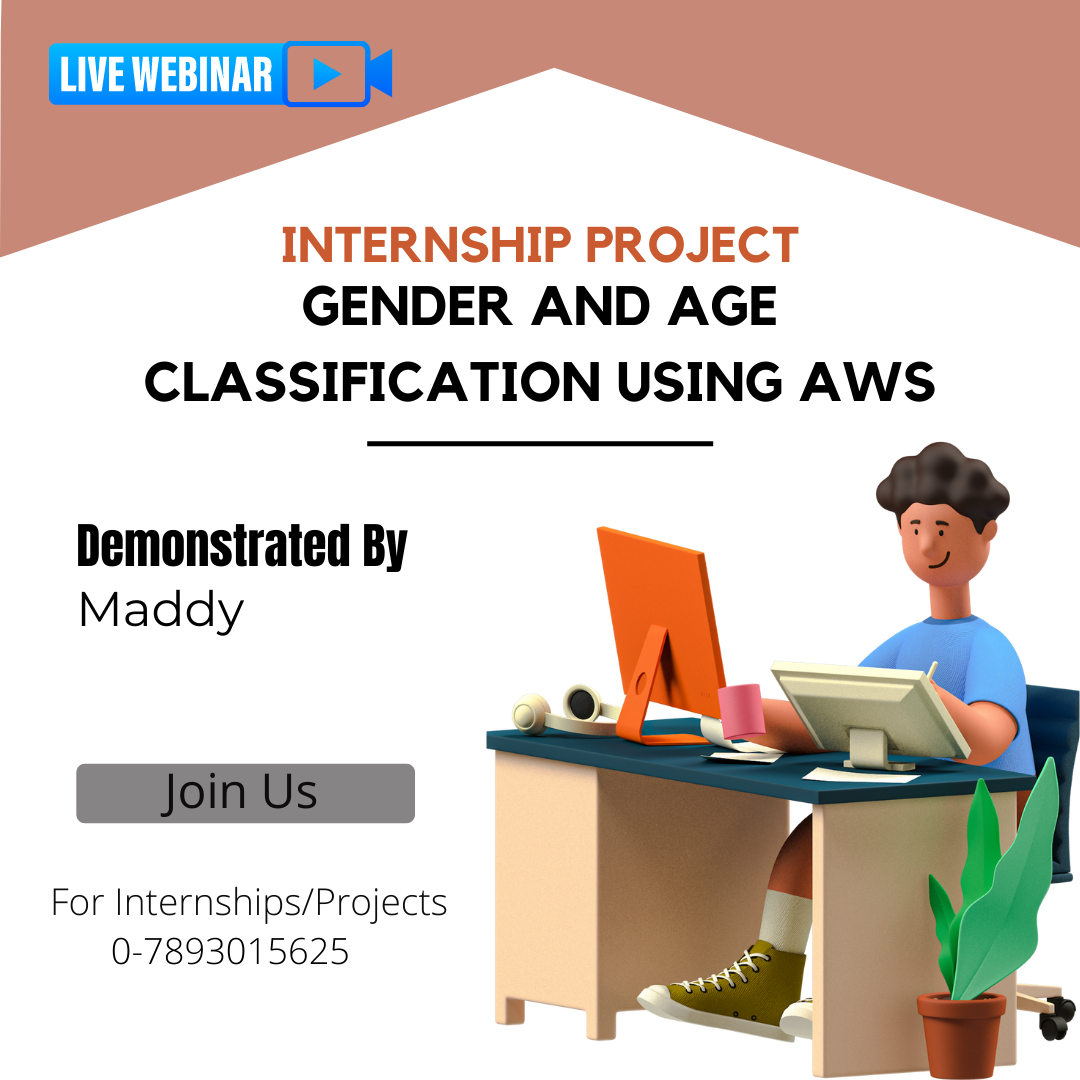 LIVE WEBINAR
INTERNSHIP PROJECT
GENDER AND AGE
CLASSIFICATION USING AWS
Demonstrated By
Maddy
Join Us
For Internships/Projects
0-7893015625